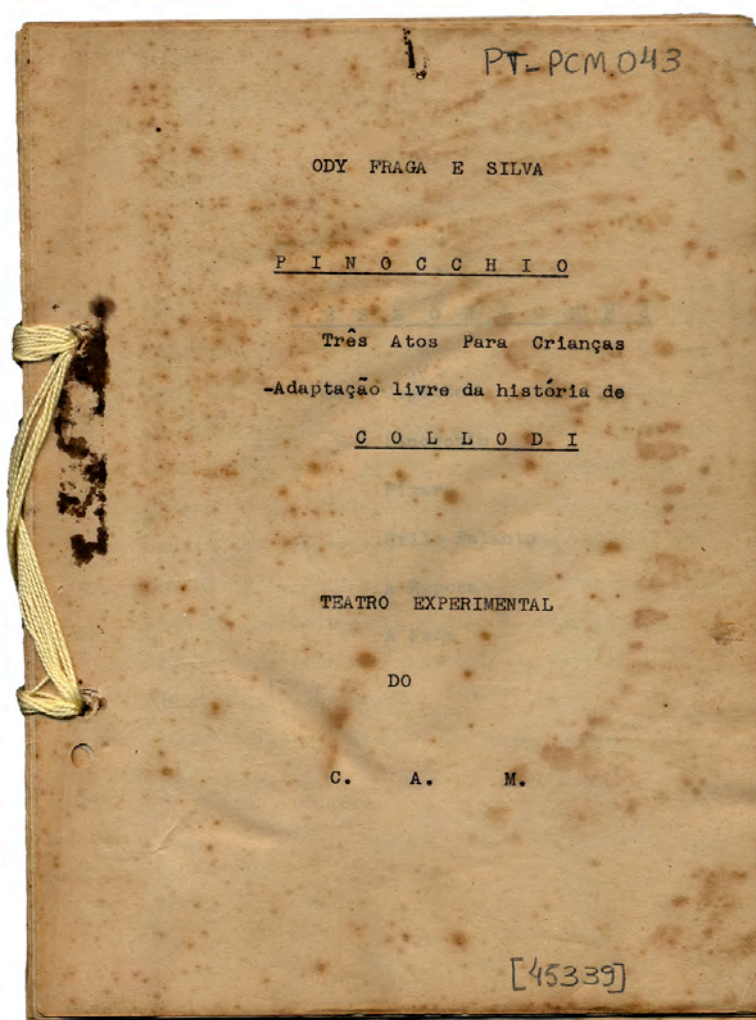 PT-PCM.043
ODY FRAGA E SILVA
P I N O C C H I O
Três Atos Para Crianças
-Adaptação livre da história de
C O L L O D I
TEATRO EXPERIMENTAL
DO
C. A. M.
[45339]